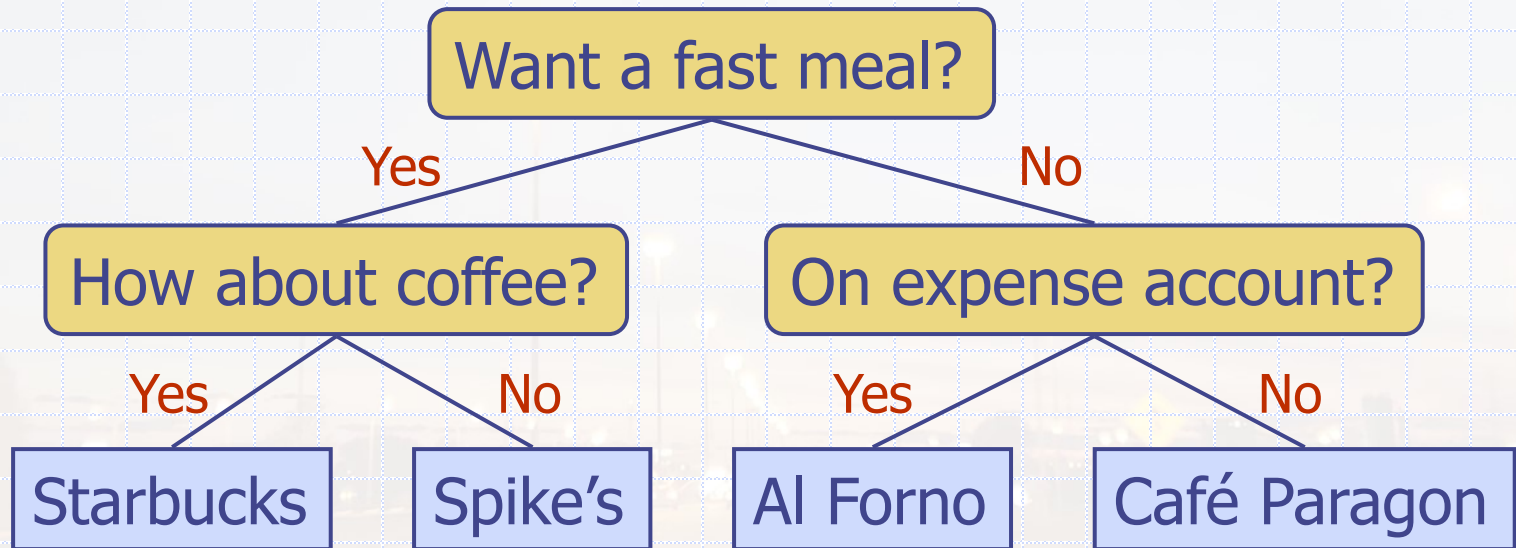 Want a fast meal?
Yes
No
How about coffee?
On expense account?
Yes
No
Yes
No
Starbucks
Spike’s
Al Forno
Café Paragon